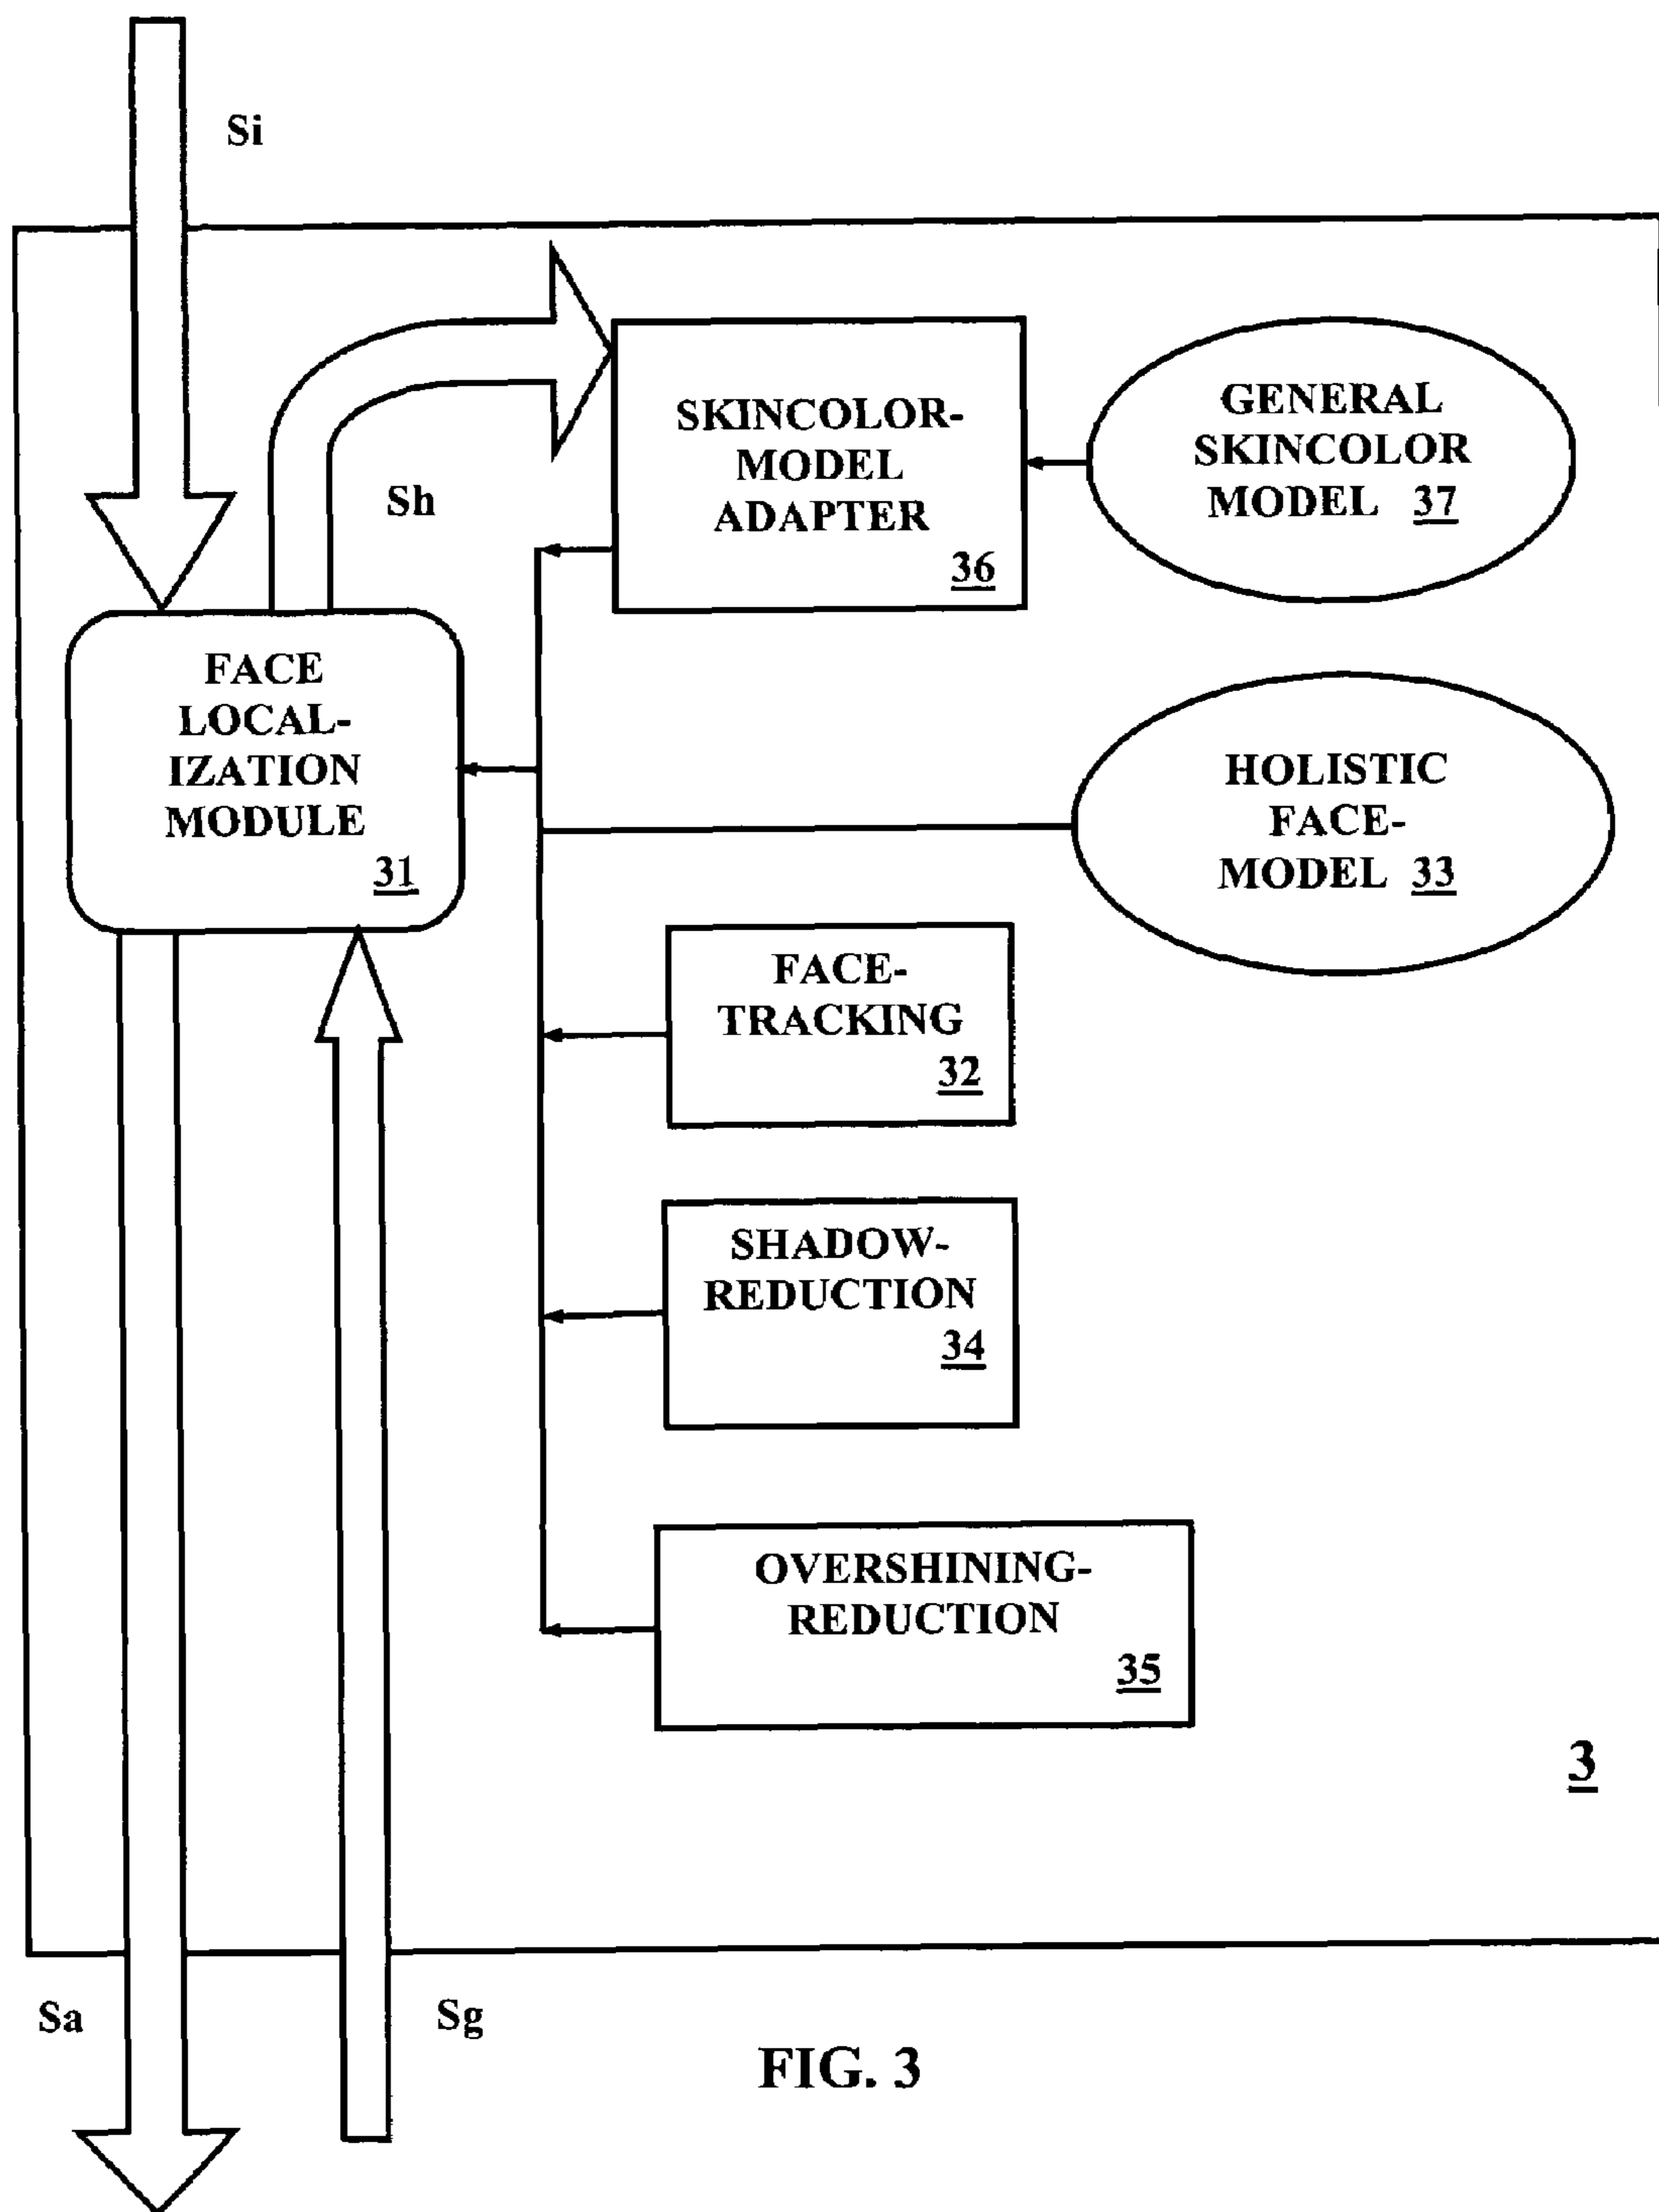 Si
Sh
SKINCOLOR-
MODEL
ADAPTER
36
GENERAL
SKINCOLOR
MODEL 37
FACE
LOCAL-
IZATION
MODULE
31
HOLISTIC
FACE-
MODEL 33
FACE-
TRACKING
32
SHADOW-
REDUCTION
34
OVERSHINING-
REDUCTION
35
3
Sa
Sg
FIG. 3